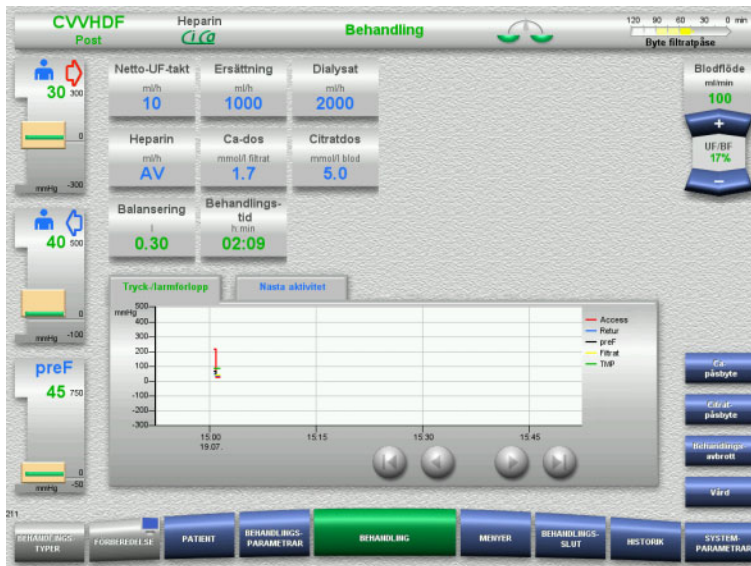 CVVHDF
Post
Heparin
Ci Ca
Behandling
120 90 60 30 0 min
Byte filtratpåse
30 300
0
mmHg -300
40 500
mmHg -100
preF
45 750
0
mmHg -50
Netto-UF-takt
ml/h
10
Ersättning
ml/h
1000
Dialysat
ml/h
2000
Heparin
ml/h
AV
Ca-dos
mmol/l filtrat
1.7
Citratdos
mmol/l blod
5.0
Balansering
l
0.30
Behandlings-
tid
h:min
02:09
Blodflöde
ml/min
100
+
UF/BF
17%
–
Tryck-/larmförlopp
Nästa aktivitet
mmHg
500
400
300
200
100
0
-100
-200
-300
15:00
19.07.
15:15
15:30
15:45
Access
Retur
preF
Filtrat
TMP
Ca-
påsbyte
Citrat-
påsbyte
Behandlings-
avbrott
Vård
211
BEHANDLINGS-
TYPER
FÖRBEREDELSE
PATIENT
BEHANDLINGS-
PARAMETRAR
BEHANDLING
MENYER
BEHANDLINGS-
SLUT
HISTORIK
SYSTEM-
PARAMETRAR